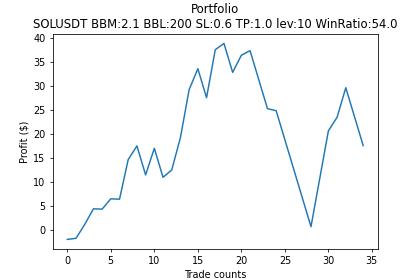 Portfolio
SOLUSDT BBM:2.1 BBL:200 SL:0.6 TP:1.0 lev:10 WinRatio:54.0
Profit ($)
40
35
30
25
20
15
10
5
0
0 5 10 15 20 25 30 35
Trade counts